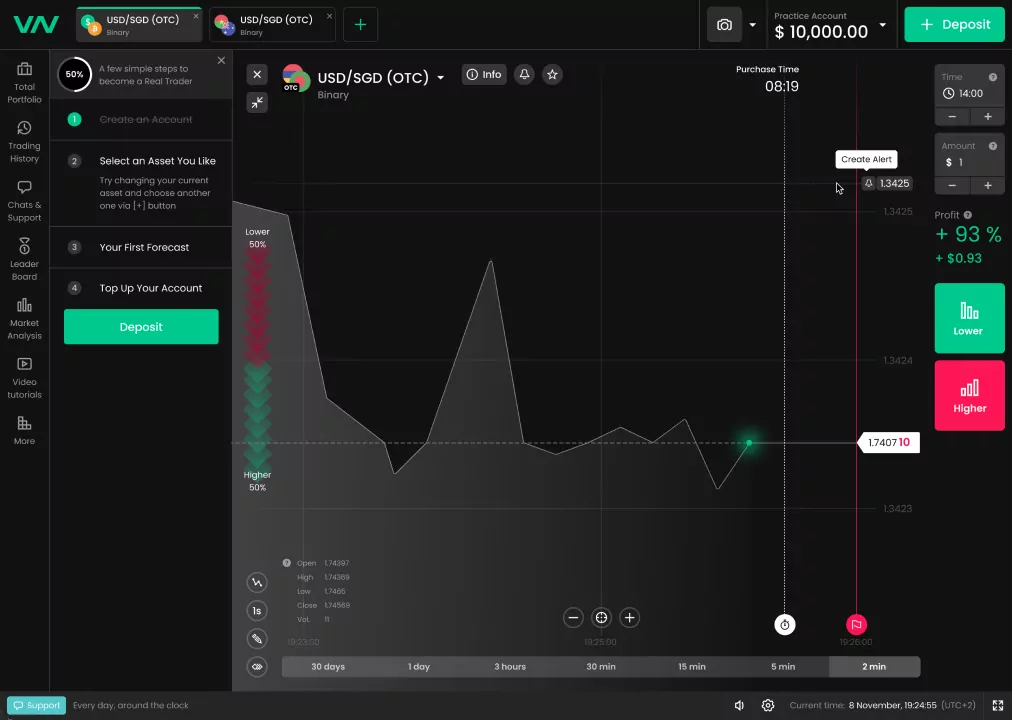 USD/SGD (OTC)
Binary
USD/SGD (OTC)
Binary
Practice Account
$ 10,000.00
Deposit
Total
Portfolio
Trading
History
Chats &
Support
Leader
Board
Market
Analysis
Video
tutorials
More
50%
A few simple steps to
become a Real Trader
1 Create an Account
2 Select an Asset You Like
Try changing your current
asset and choose another
one via [+] button
3 Your First Forecast
4 Top Up Your Account
Deposit
OTC
USD/SGD (OTC)
Binary
Info
Purchase Time
08:19
Create Alert
1.3425
1.3425
1.3424
1.7407 10
1.3423
Lower
50%
Higher
50%
Open 1.74397
High 1.74369
Low 1.7465
Close 1.74569
Vol. 11
1s
19:23:00
19:25:00
19:26:00
30 days
1 day
3 hours
30 min
15 min
5 min
2 min
Time
14:00
Amount
$ 1
Profit
+ 93 %
+ $0.93
Lower
Higher
Support
Every day, around the clock
Current time: 8 November, 19:24:55 (UTC+2)